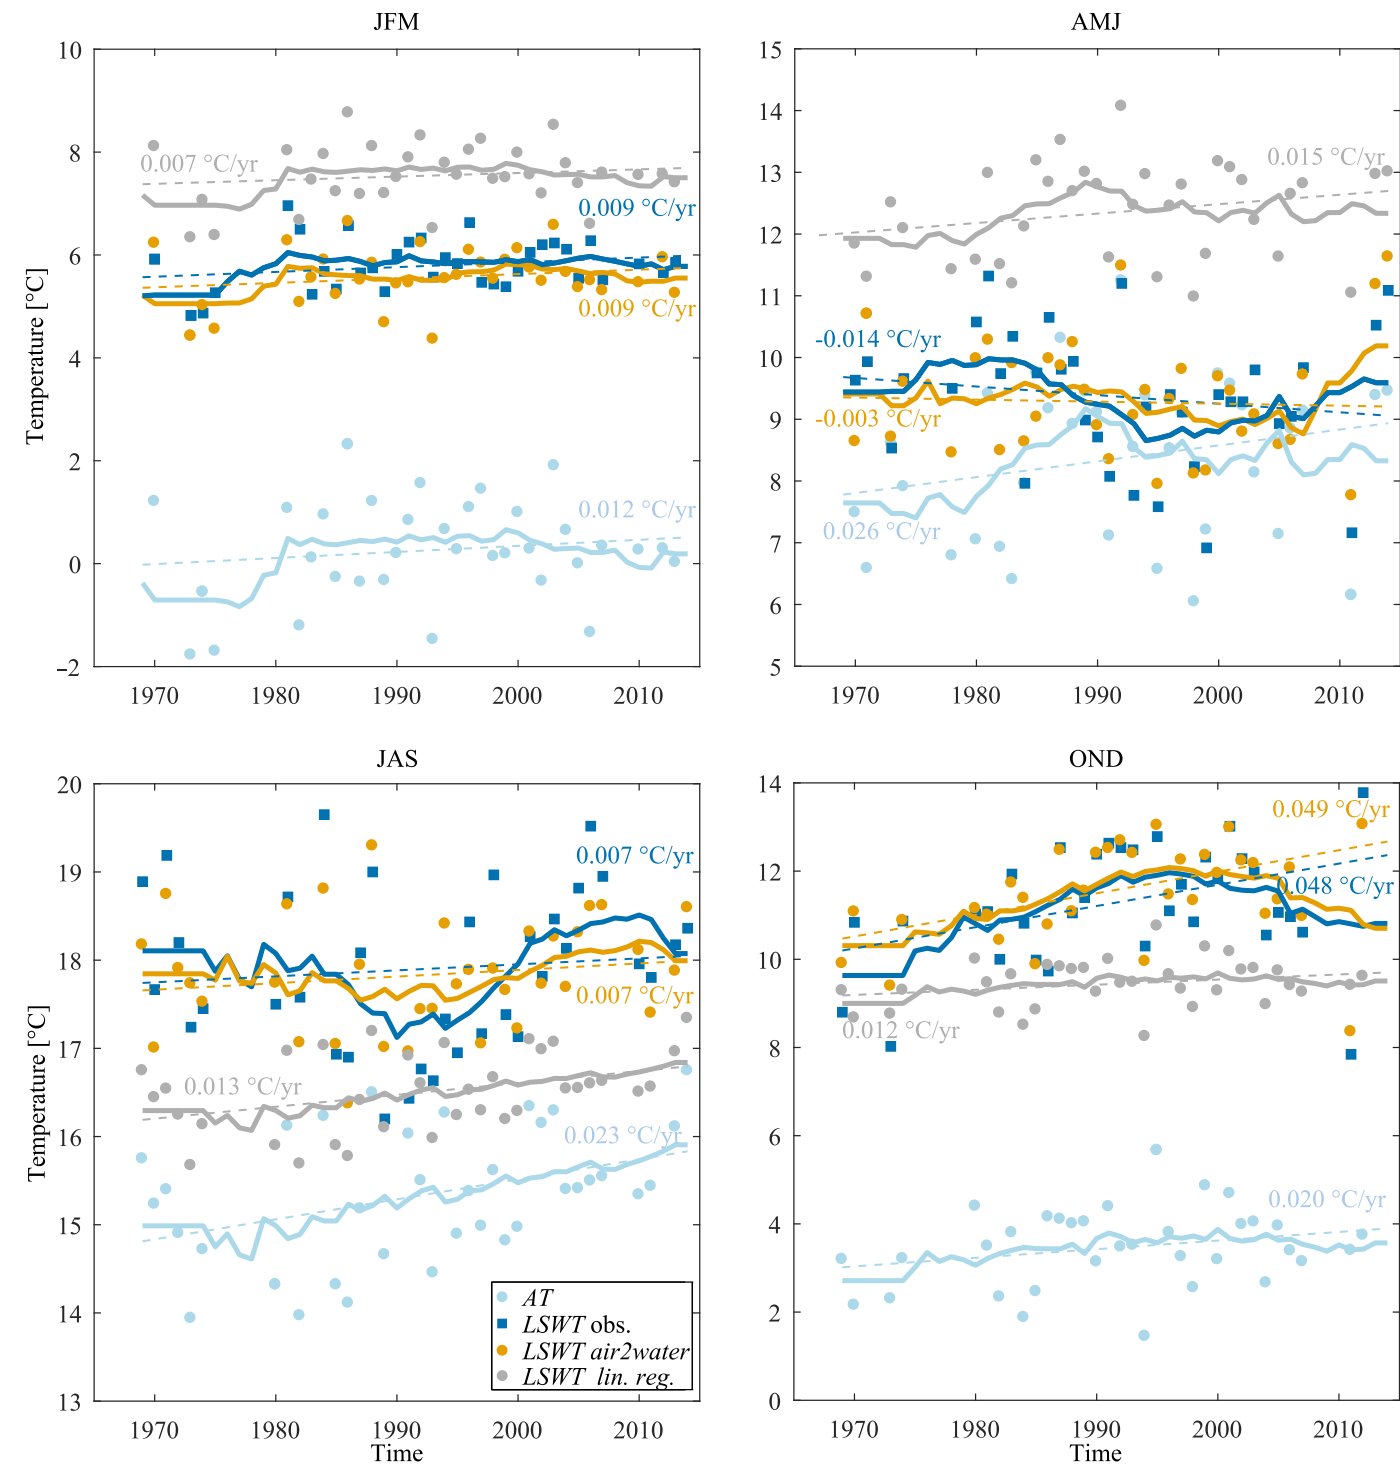 JFM
10
8
6
4
2
0
−2
Temperature [°C]
0.007 °C/yr
0.009 °C/yr
0.009 °C/yr
0.012 °C/yr
1970 1980 1990 2000 2010
AMJ
15
14
13
12
11
10
9
8
7
6
5
0.015 °C/yr
-0.014 °C/yr
-0.003 °C/yr
0.026 °C/yr
1970 1980 1990 2000 2010
JAS
20
19
18
17
16
15
14
13
Temperature [°C]
0.007 °C/yr
0.007 °C/yr
0.013 °C/yr
0.023 °C/yr
AT
LSWT obs.
LSWT air2water
LSWT lin. reg.
1970 1980 1990 2000 2010
Time
OND
14
12
10
8
6
4
2
0
0.049 °C/yr
0.048 °C/yr
0.012 °C/yr
0.020 °C/yr
1970 1980 1990 2000 2010
Time